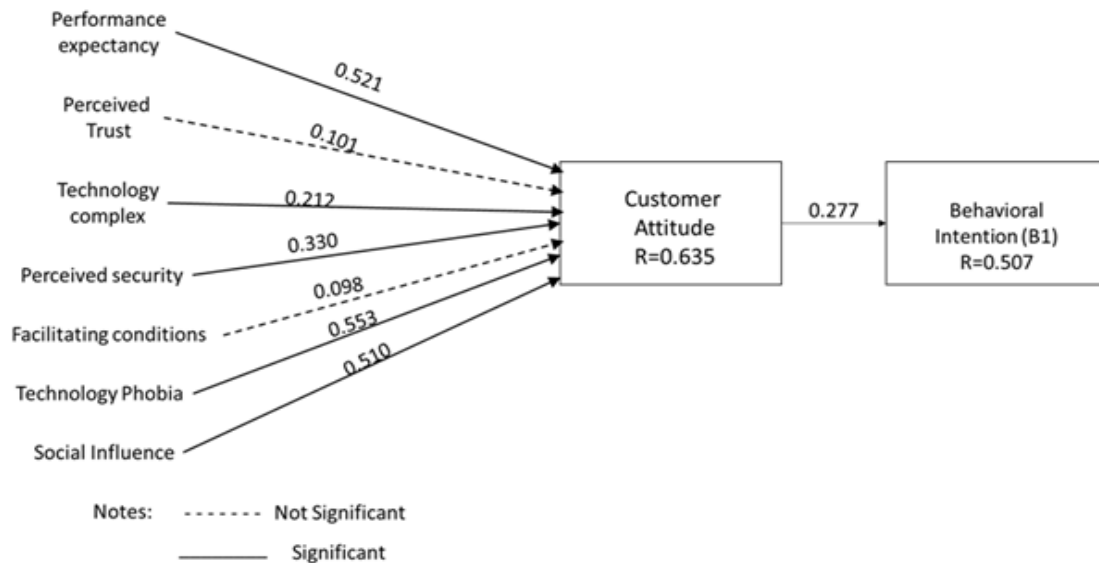 Performance
expectancy
0.521
Perceived
Trust
0.101
Technology
complex
0.212
Perceived security
0.330
Facilitating conditions
0.098
Technology Phobia
0.553
Social Influence
0.510
Customer
Attitude
R=0.635
0.277
Behavioral
Intention (B1)
R=0.507
Notes:
Not Significant
Significant